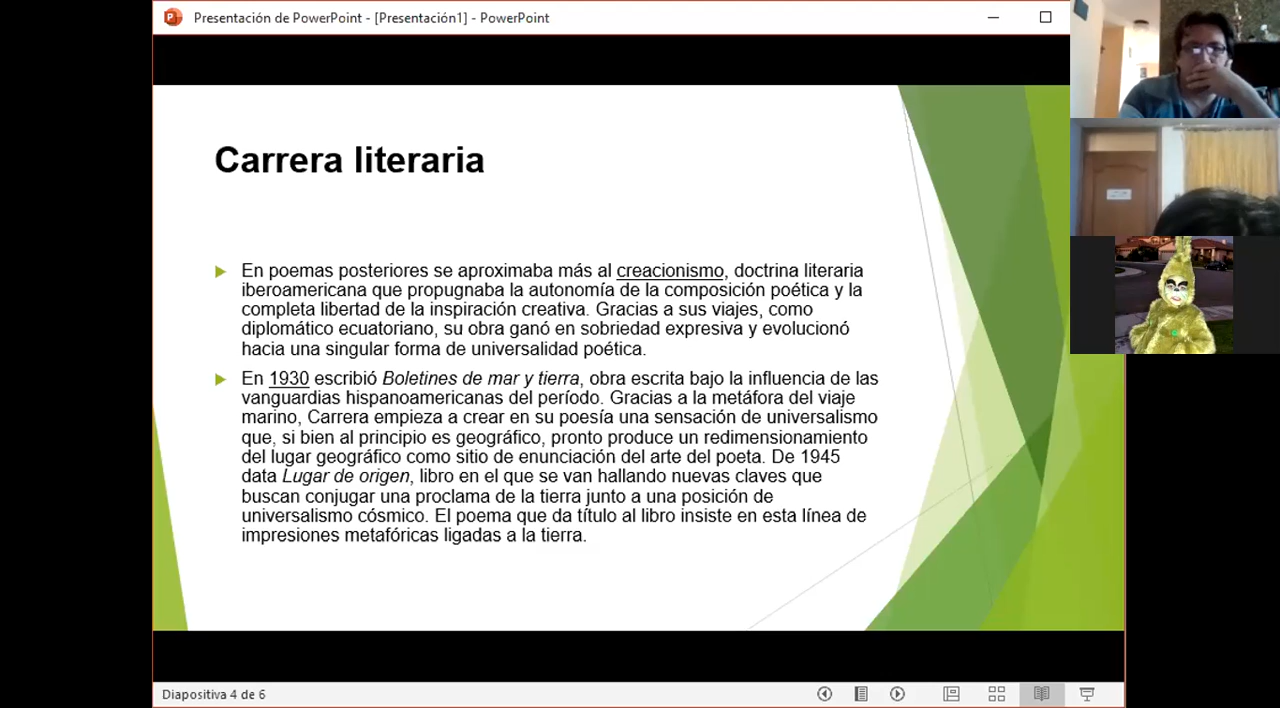 Presentación de PowerPoint - [Presentación1] - PowerPoint
Carrera literaria
En poemas posteriores se aproximaba más al creacionismo, doctrina literaria
iberoamericana que propugnaba la autonomía de la composición poética y la
completa libertad de la inspiración creativa. Gracias a sus viajes, como
diplomático ecuatoriano, su obra ganó en sobriedad expresiva y evolucionó
hacia una singular forma de universalidad poética.
En 1930 escribió Boletines de mar y tierra, obra escrita bajo la influencia de las
vanguardias hispanoamericanas del período. Gracias a la metáfora del viaje
marino, Carrera empieza a crear en su poesía una sensación de universalismo
que, si bien al principio es geográfico, pronto produce un redimensionamiento
del lugar geográfico como sitio de enunciación del arte del poeta. De 1945
data Lugar de origen, libro en el que se van hallando nuevas claves que
buscan conjugar una proclama de la tierra junto a una posición de
universalismo cósmico. El poema que da título al libro insiste en esta línea de
impresiones metafóricas ligadas a la tierra.
Diapositiva 4 de 6